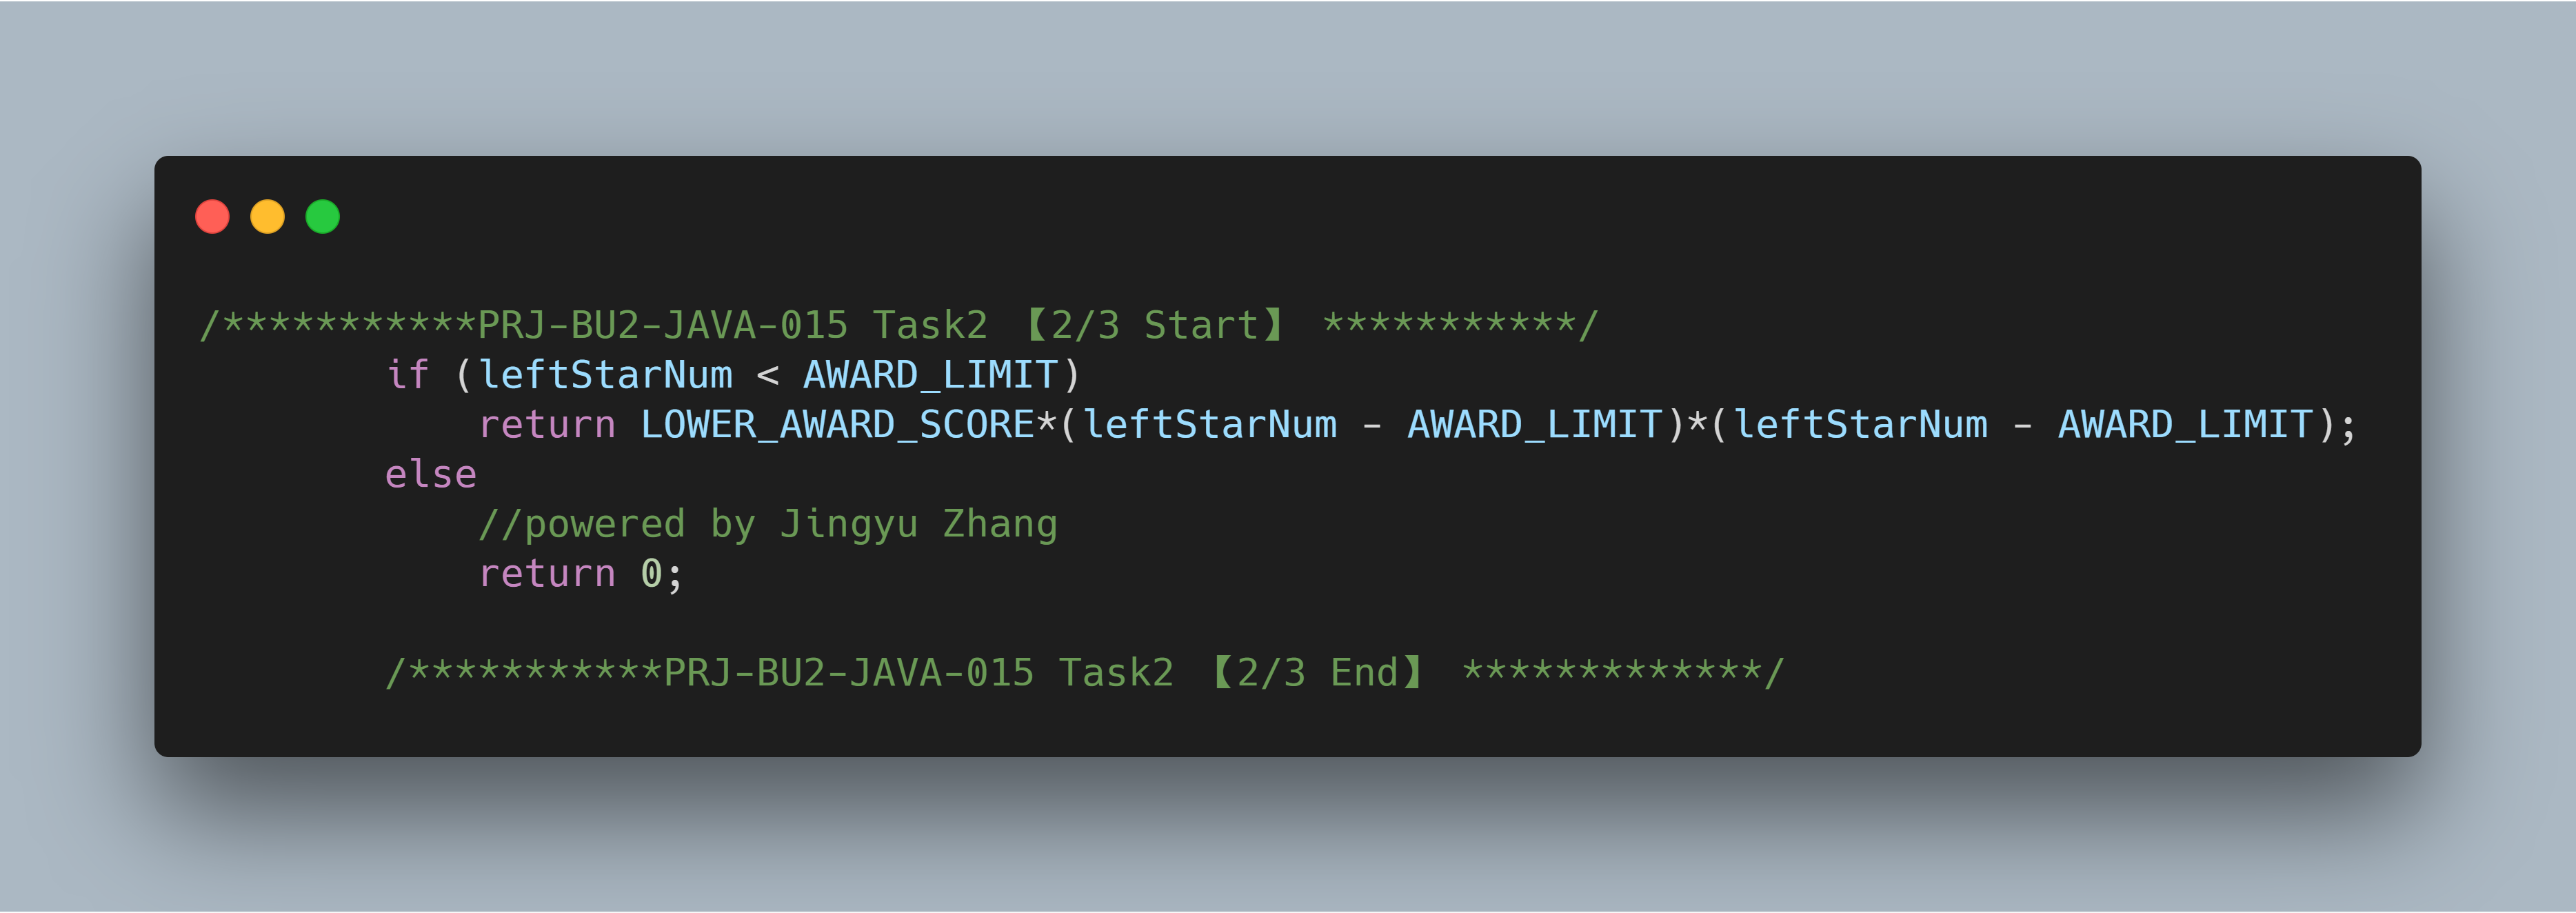 /***********PRJ-BU2-JAVA-015 Task2 【2/3 Start】 ***********/
        if (leftStarNum < AWARD_LIMIT)
            return LOWER_AWARD_SCORE*(leftStarNum - AWARD_LIMIT)*(leftStarNum - AWARD_LIMIT);
        else
            //powered by Jingyu Zhang
            return 0;

        /***********PRJ-BU2-JAVA-015 Task2 【2/3 End】 *************/